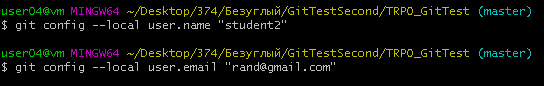 user04@vm MINGW64 ~/Desktop/374/Безуглый/GitTestSecond/TRPO_GitTest (master)
$ git config --local user.name "student2"
user04@vm MINGW64 ~/Desktop/374/Безуглый/GitTestSecond/TRPO_GitTest (master)
$ git config --local user.email "rand@gmail.com"